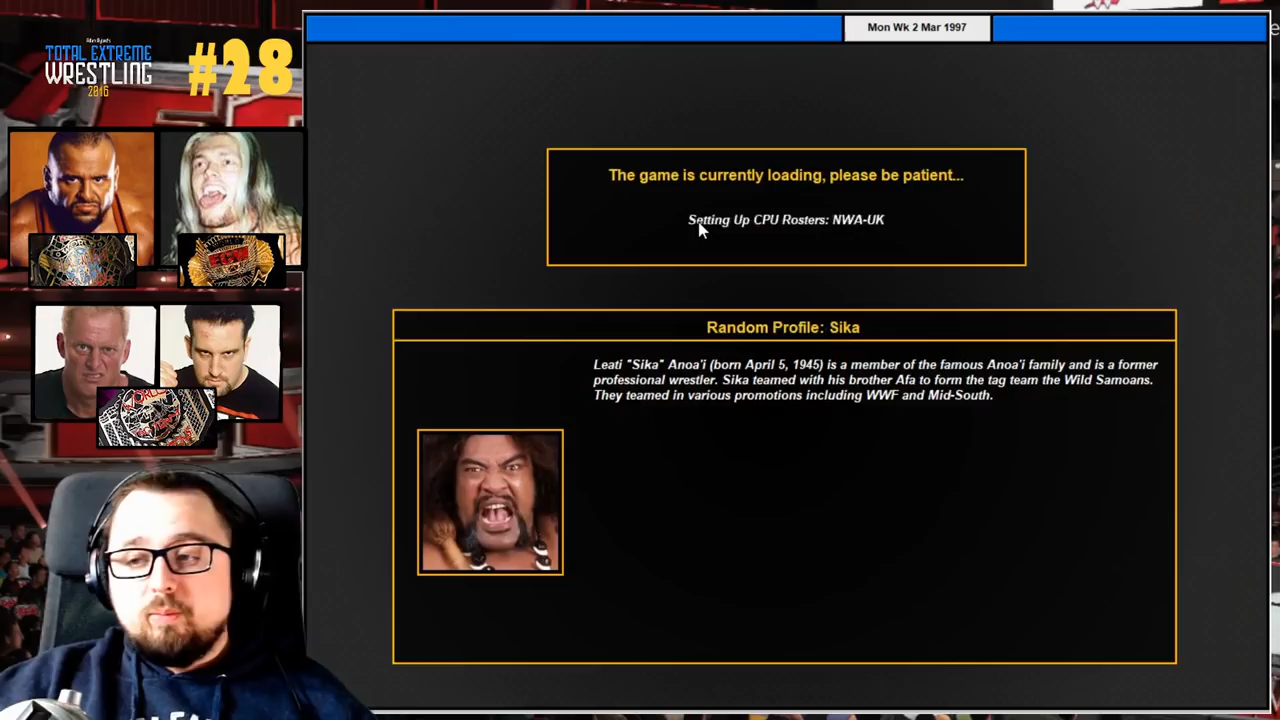 TOTAL EXTREME
WRESTLING
2016
#28
Mon Wk 2 Mar 1997
The game is currently loading, please be patient...
Setting Up CPU Rosters: NWA-UK
Random Profile: Sika
Leati "Sika" Anoa'i (born April 5, 1945) is a member of the famous Anoa'i family and is a former
professional wrestler. Sika teamed with his brother Afa to form the tag team the Wild Samoans.
They teamed in various promotions including WWF and Mid-South.